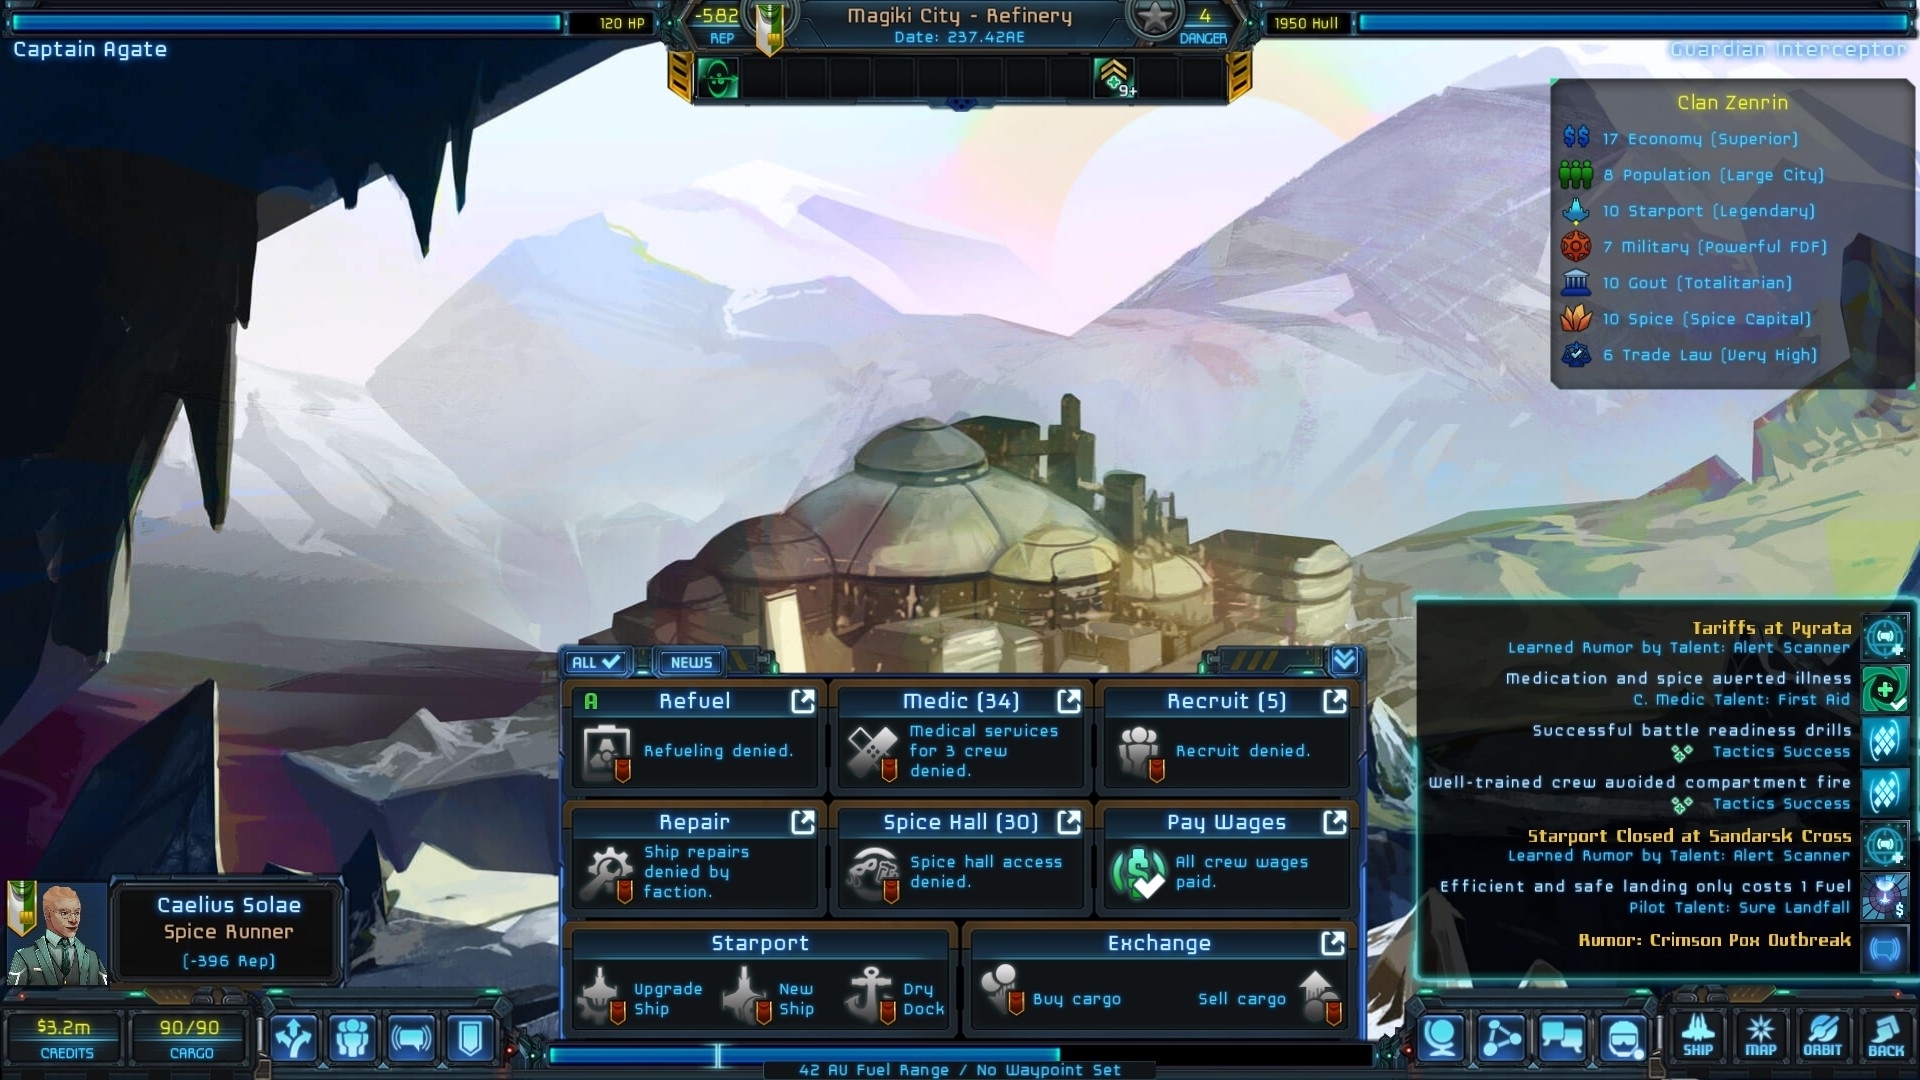 120 HP
-582
REP
Magiki City - Refinery
Date: 237.42AE
4
DANGER
1950 Hull
Captain Agate
Guardian Interceptor
9+
Clan Zenrin
17 Economy (Superior)
8 Population (Large City)
10 Starport (Legendary)
7 Military (Powerful FDF)
10 Govt (Totalitarian)
10 Spice (Spice Capital)
6 Trade Law (Very High)
Tariffs at Pyrata
Learned Rumor by Talent: Alert Scanner
Medication and spice averted illness
C. Medic Talent: First Aid
Successful battle readiness drills
Tactics Success
Well-trained crew avoided compartment fire
Tactics Success
Starport Closed at Sandarsk Cross
Learned Rumor by Talent: Alert Scanner
Efficient and safe landing only costs 1 Fuel
Pilot Talent: Sure Landfall
Rumor: Crimson Pox Outbreak
ALL
NEWS
A
Refuel
Refueling denied.
Medic (34)
Medical services
for 3 crew
denied.
Recruit (5)
Recruit denied.
Repair
Ship repairs
denied by
faction.
Spice Hall (30)
Spice hall access
denied.
Pay Wages
All crew wages
paid.
Starport
Upgrade
Ship
New
Ship
Dry
Dock
Exchange
Buy cargo
Sell cargo
Caelius Solae
Spice Runner
(-396 Rep)
$3.2m
CREDITS
90/90
CARGO
42 AU Fuel Range / No Waypoint Set
SHIP
MAP
ORBIT
BACK